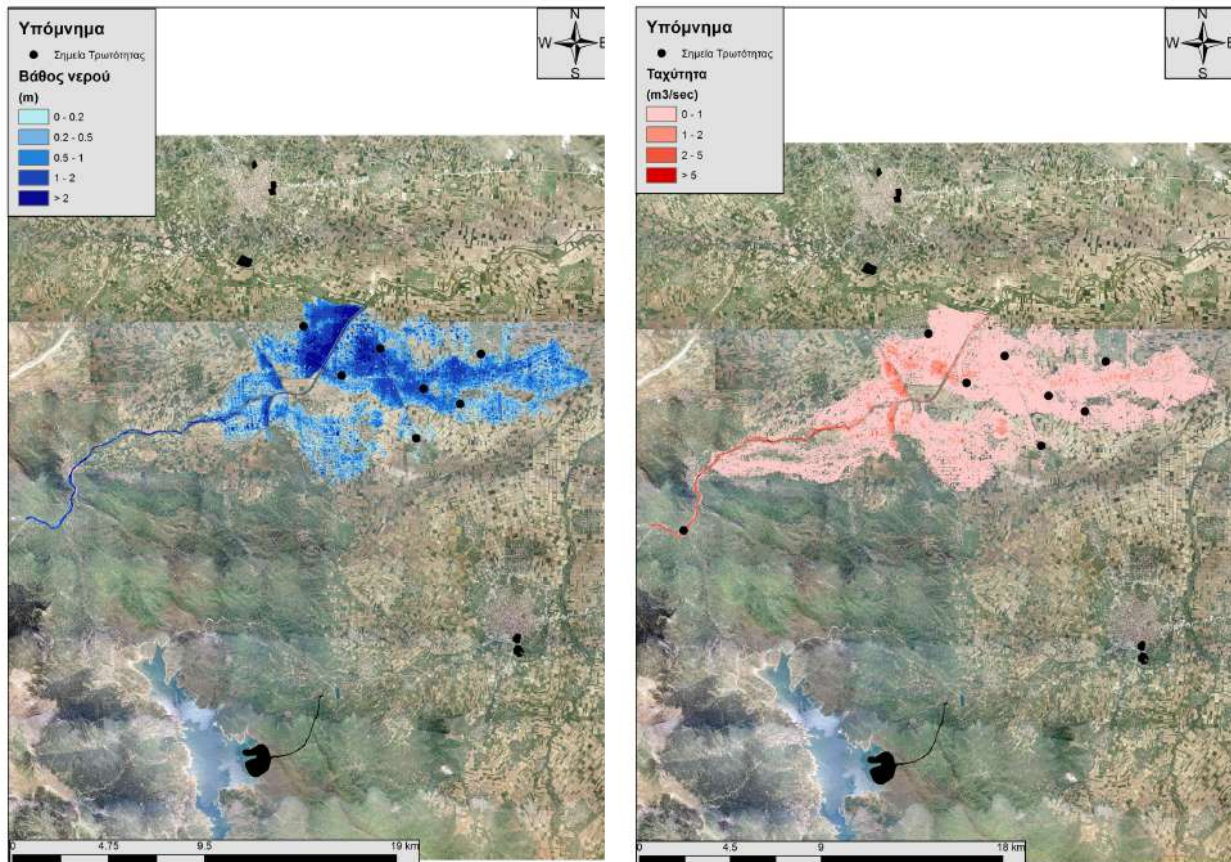 Υπόμνημα
Σημεία Τρωτότητας
Βάθος νερού
(m)
0 - 0.2
0.2 - 0.5
0.5 - 1
1 - 2
> 2
N
W E
S
0 4.75 9.5 19 km
Υπόμνημα
Σημεία Τρωτότητας
Ταχύτητα
(m3/sec)
0 - 1
1 - 2
2 - 5
> 5
N
W E
S
0 4.5 9 18 km